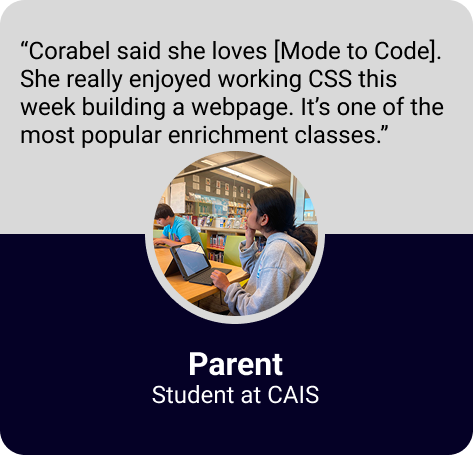 “Corabel said she loves [Mode to Code].
She really enjoyed working CSS this
week building a webpage. It’s one of the
most popular enrichment classes.”
Parent
Student at CAIS